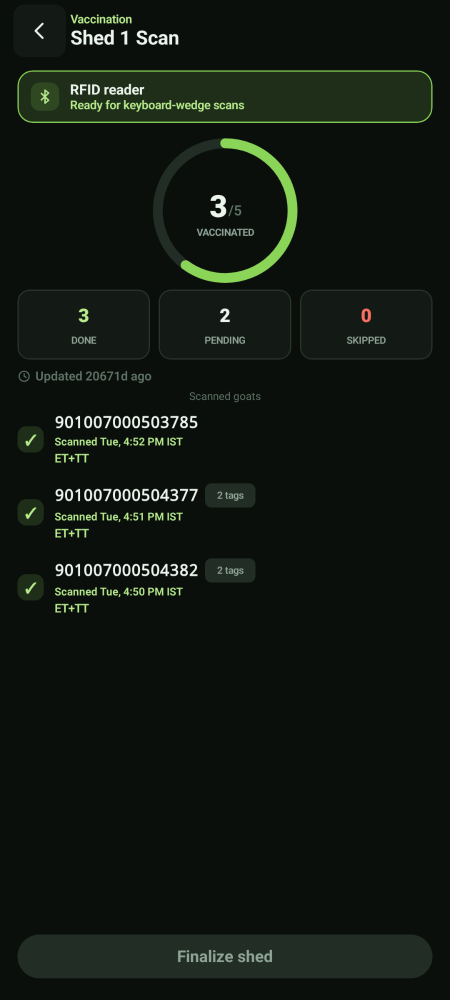 Vaccination
Shed 1 Scan
RFID reader
Ready for keyboard-wedge scans
3/5
VACCINATED
3
DONE
2
PENDING
0
SKIPPED
Updated 20671d ago
Scanned goats
901007000503785
Scanned Tue, 4:52 PM IST
ET+TT
901007000504377 2 tags
Scanned Tue, 4:51 PM IST
ET+TT
901007000504382 2 tags
Scanned Tue, 4:50 PM IST
ET+TT
Finalize shed